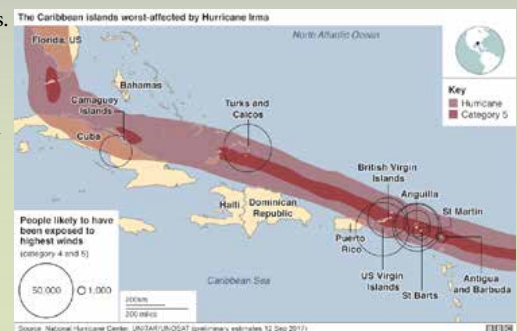 s.
The Caribbean islands worst-affected by Hurricane Irma
Florida, US
North Atlantic Ocean
Bahamas
Key
Hurricane
Category 5
Camaguey
Islands
Turks and
Caicos
Cuba
British Virgin
Islands
Anguilla
St Martin
Haiti
Dominican
Republic
People likely to have
been exposed to
highest winds
(category 4 and 5)
50,000
1,000
Puerto
Rico
US Virgin
Islands
St Barts
Antigua
and Barbuda
Caribbean Sea
200km
200 miles
Source: National Hurricane Center, UNITAR/UNOSAT (preliminary estimates 12 Sep 2017)
BBC